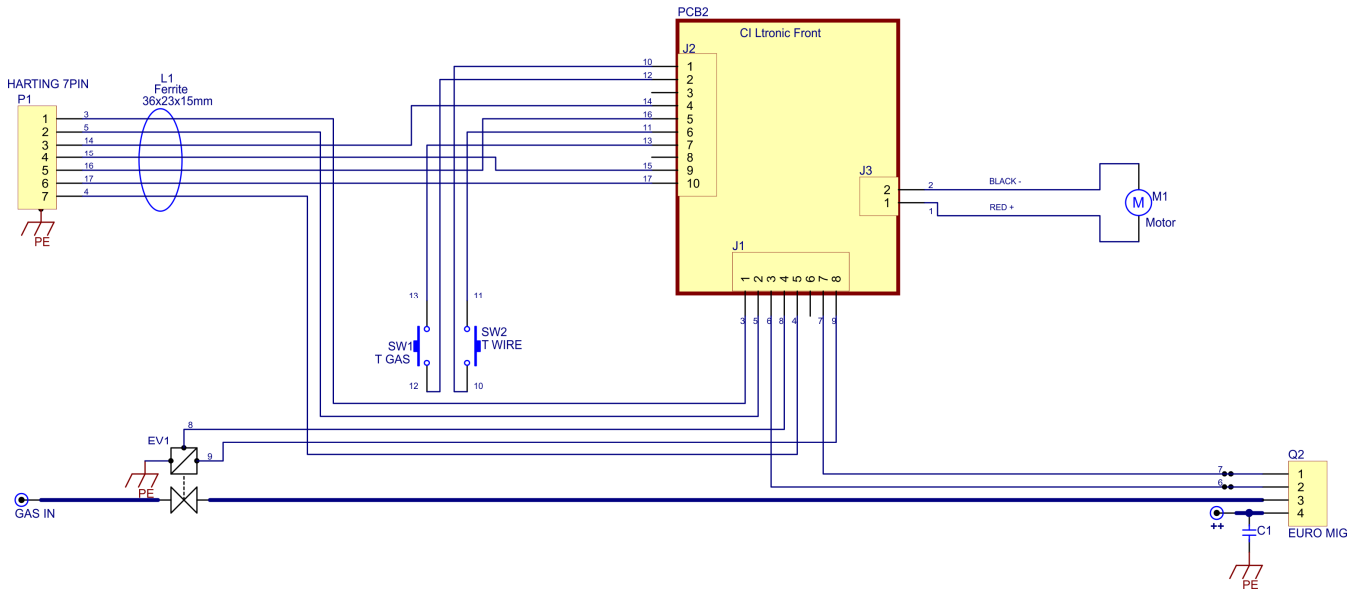 PCB2
CI Ltronic Front
J2
10 1
12 2
3
14 4
16 5
11 6
13 7
8
15 9
17 10
HARTING 7PIN
P1
1 3
2 5
3 14
4 15
5 16
6 17
7 4
PE
L1
Ferrite
36x23x15mm
J3
2 2
1 1
BLACK -
RED +
M
M1
Motor
J1
1 2 3 4 5 6 7 8
3 5 6 8 4 7 9
13
11
SW1
T GAS
SW2
T WIRE
12
10
EV1
8
9
PE
GAS IN
Q2
7 1
6 2
3
4
EURO MIG
++
C1
PE